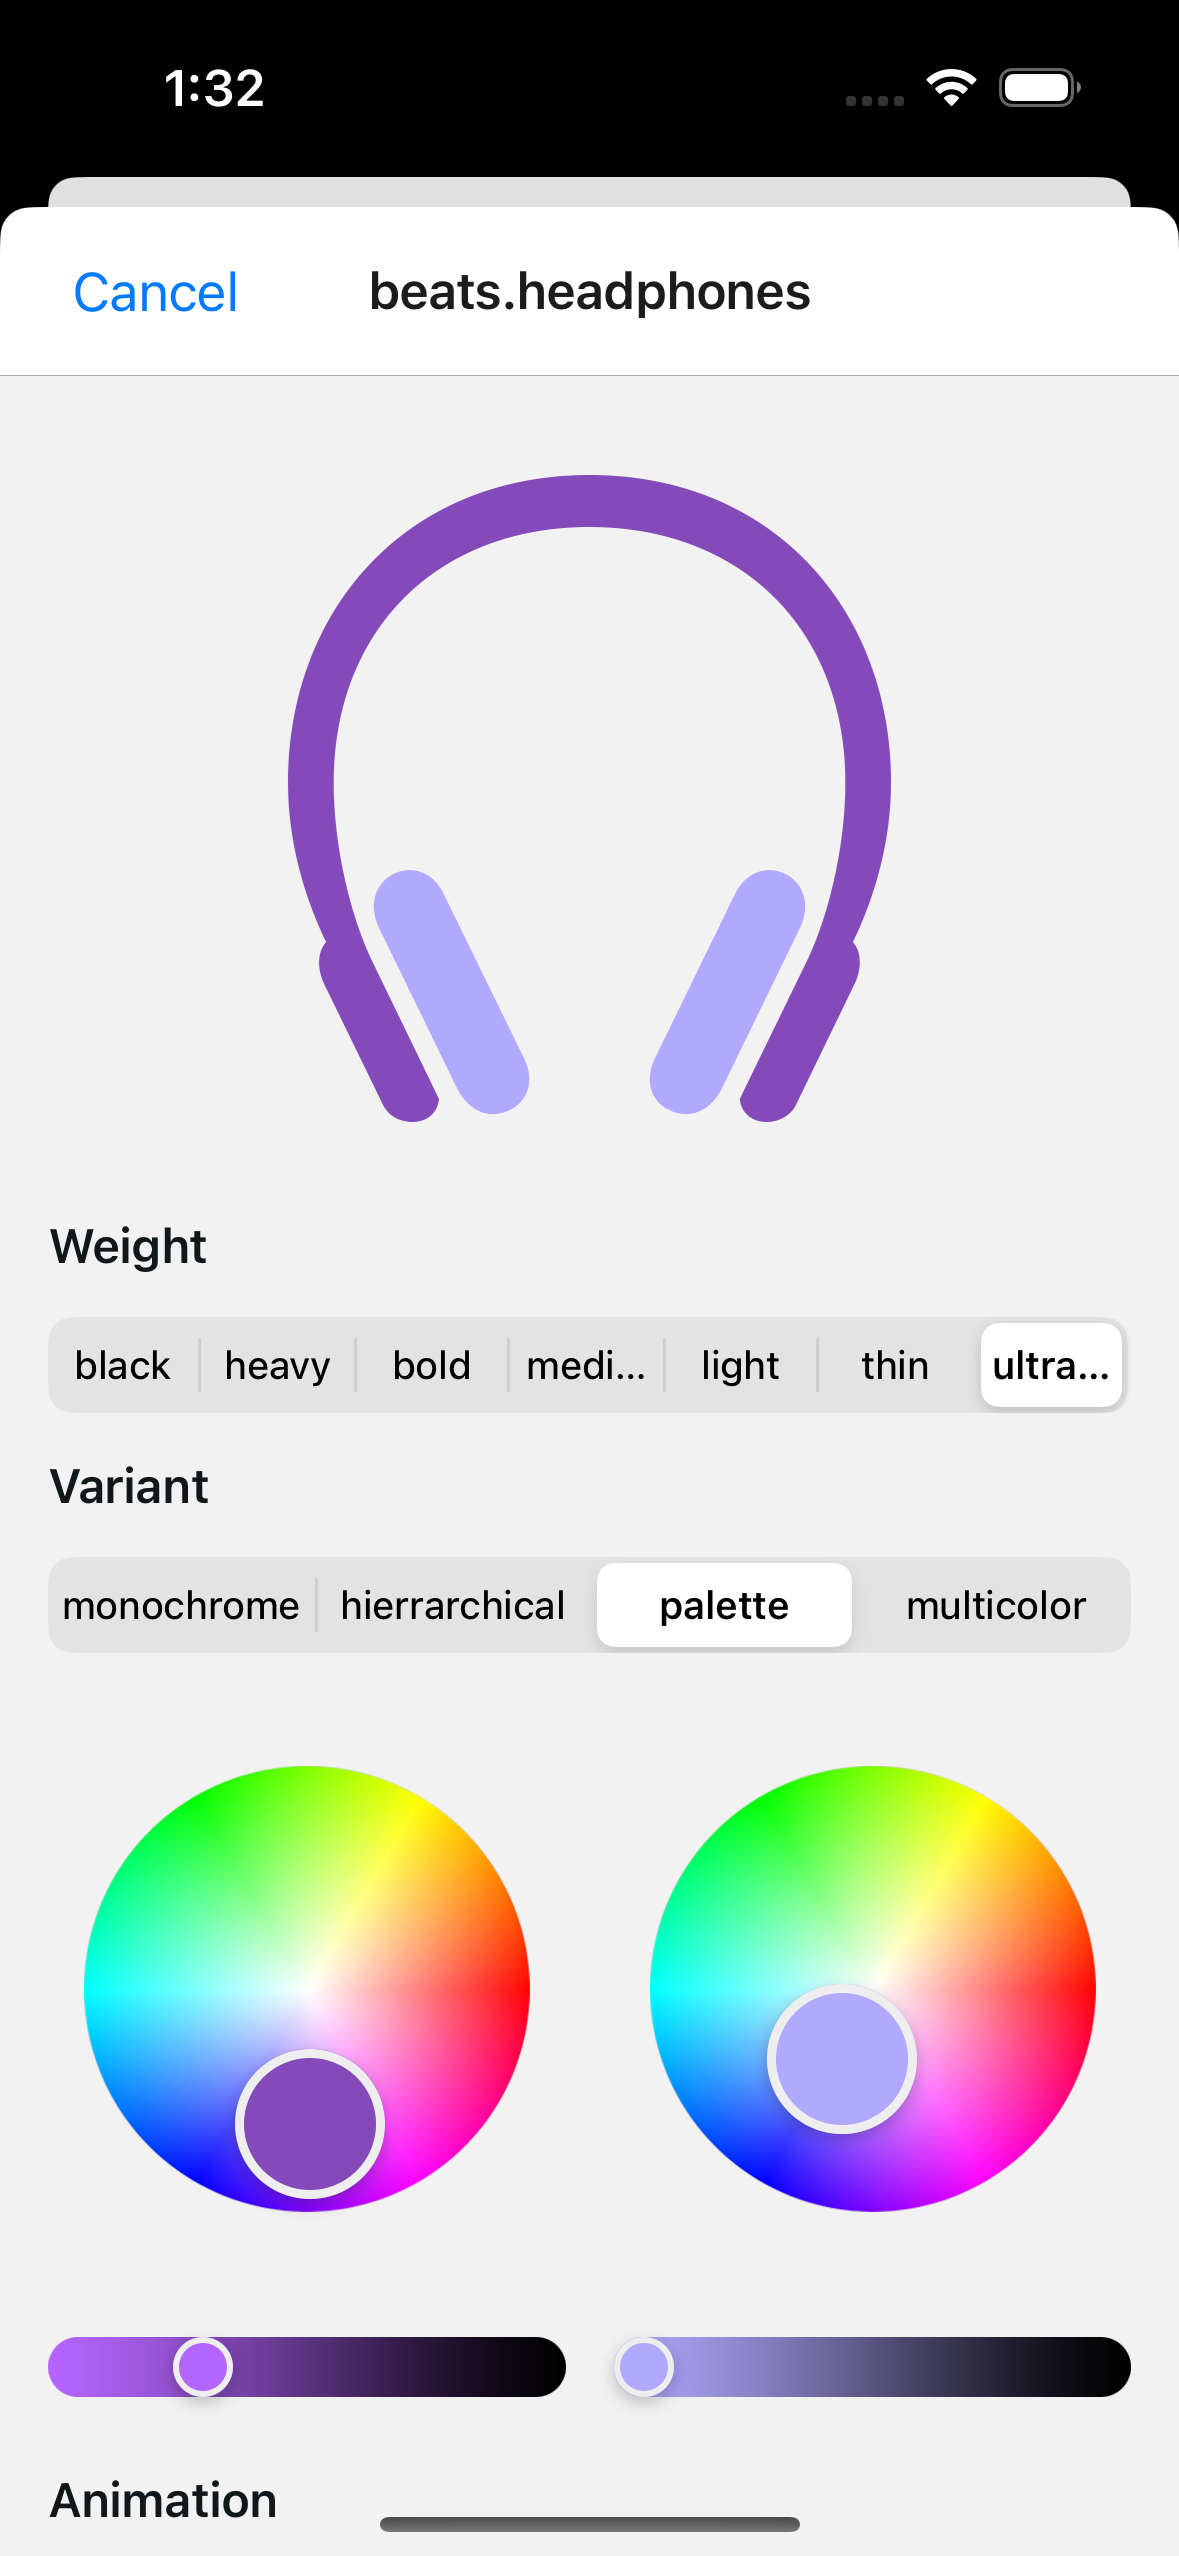 1:32
Cancel
beats.headphones
Weight
black heavy bold medi... light thin ultra...
Variant
monochrome hierrarchical palette multicolor
Animation